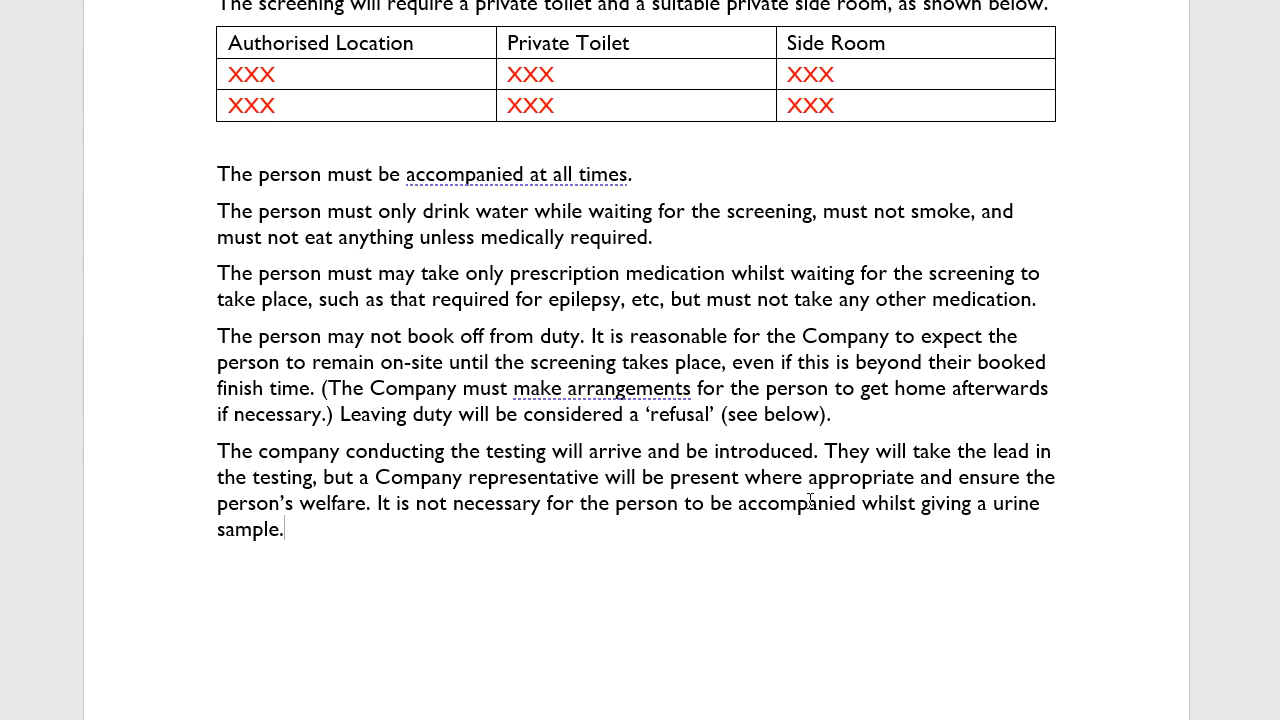 The screening will require a private toilet and a suitable private side room, as shown below.
Authorised Location Private Toilet Side Room
XXX XXX XXX
XXX XXX XXX
The person must be accompanied at all times.
The person must only drink water while waiting for the screening, must not smoke, and
must not eat anything unless medically required.
The person must may take only prescription medication whilst waiting for the screening to
take place, such as that required for epilepsy, etc, but must not take any other medication.
The person may not book off from duty. It is reasonable for the Company to expect the
person to remain on-site until the screening takes place, even if this is beyond their booked
finish time. (The Company must make arrangements for the person to get home afterwards
if necessary.) Leaving duty will be considered a ‘refusal’ (see below).
The company conducting the testing will arrive and be introduced. They will take the lead in
the testing, but a Company representative will be present where appropriate and ensure the
person’s welfare. It is not necessary for the person to be accompanied whilst giving a urine
sample.